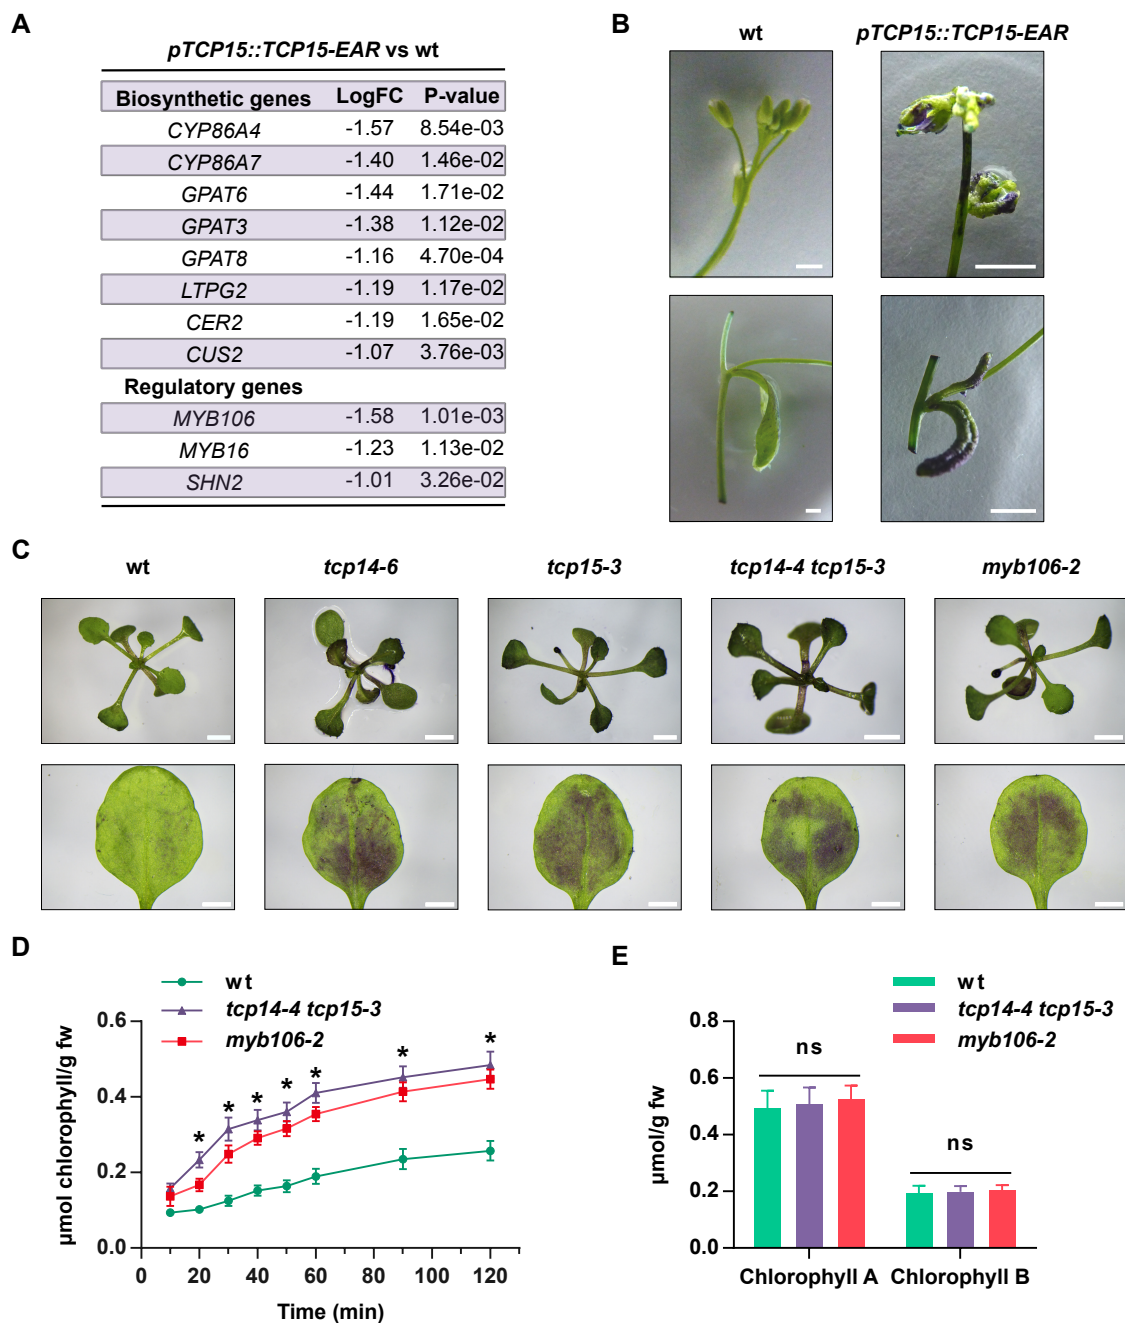 A
pTCP15::TCP15-EAR vs wt
Biosynthetic genes LogFC P-value
CYP86A4 -1.57 8.54e-03
CYP86A7 -1.40 1.46e-02
GPAT6 -1.44 1.71e-02
GPAT3 -1.38 1.12e-02
GPAT8 -1.16 4.70e-04
LTPG2 -1.19 1.17e-02
CER2 -1.19 1.65e-02
CUS2 -1.07 3.76e-03
Regulatory genes
MYB106 -1.58 1.01e-03
MYB16 -1.23 1.13e-02
SHN2 -1.01 3.26e-02
B
wt pTCP15::TCP15-EAR
C
wt tcp14-6 tcp15-3 tcp14-4 tcp15-3 myb106-2
D
wt
tcp14-4 tcp15-3
myb106-2
µmol chlorophyll/g fw
0.6
0.4
0.2
0.0
* * * * * * *
0 20 40 60 80 100 120
Time (min)
E
wt
tcp14-4 tcp15-3
myb106-2
µmol/g fw
0.8
0.6
0.4
0.2
0.0
ns
ns
Chlorophyll A Chlorophyll B